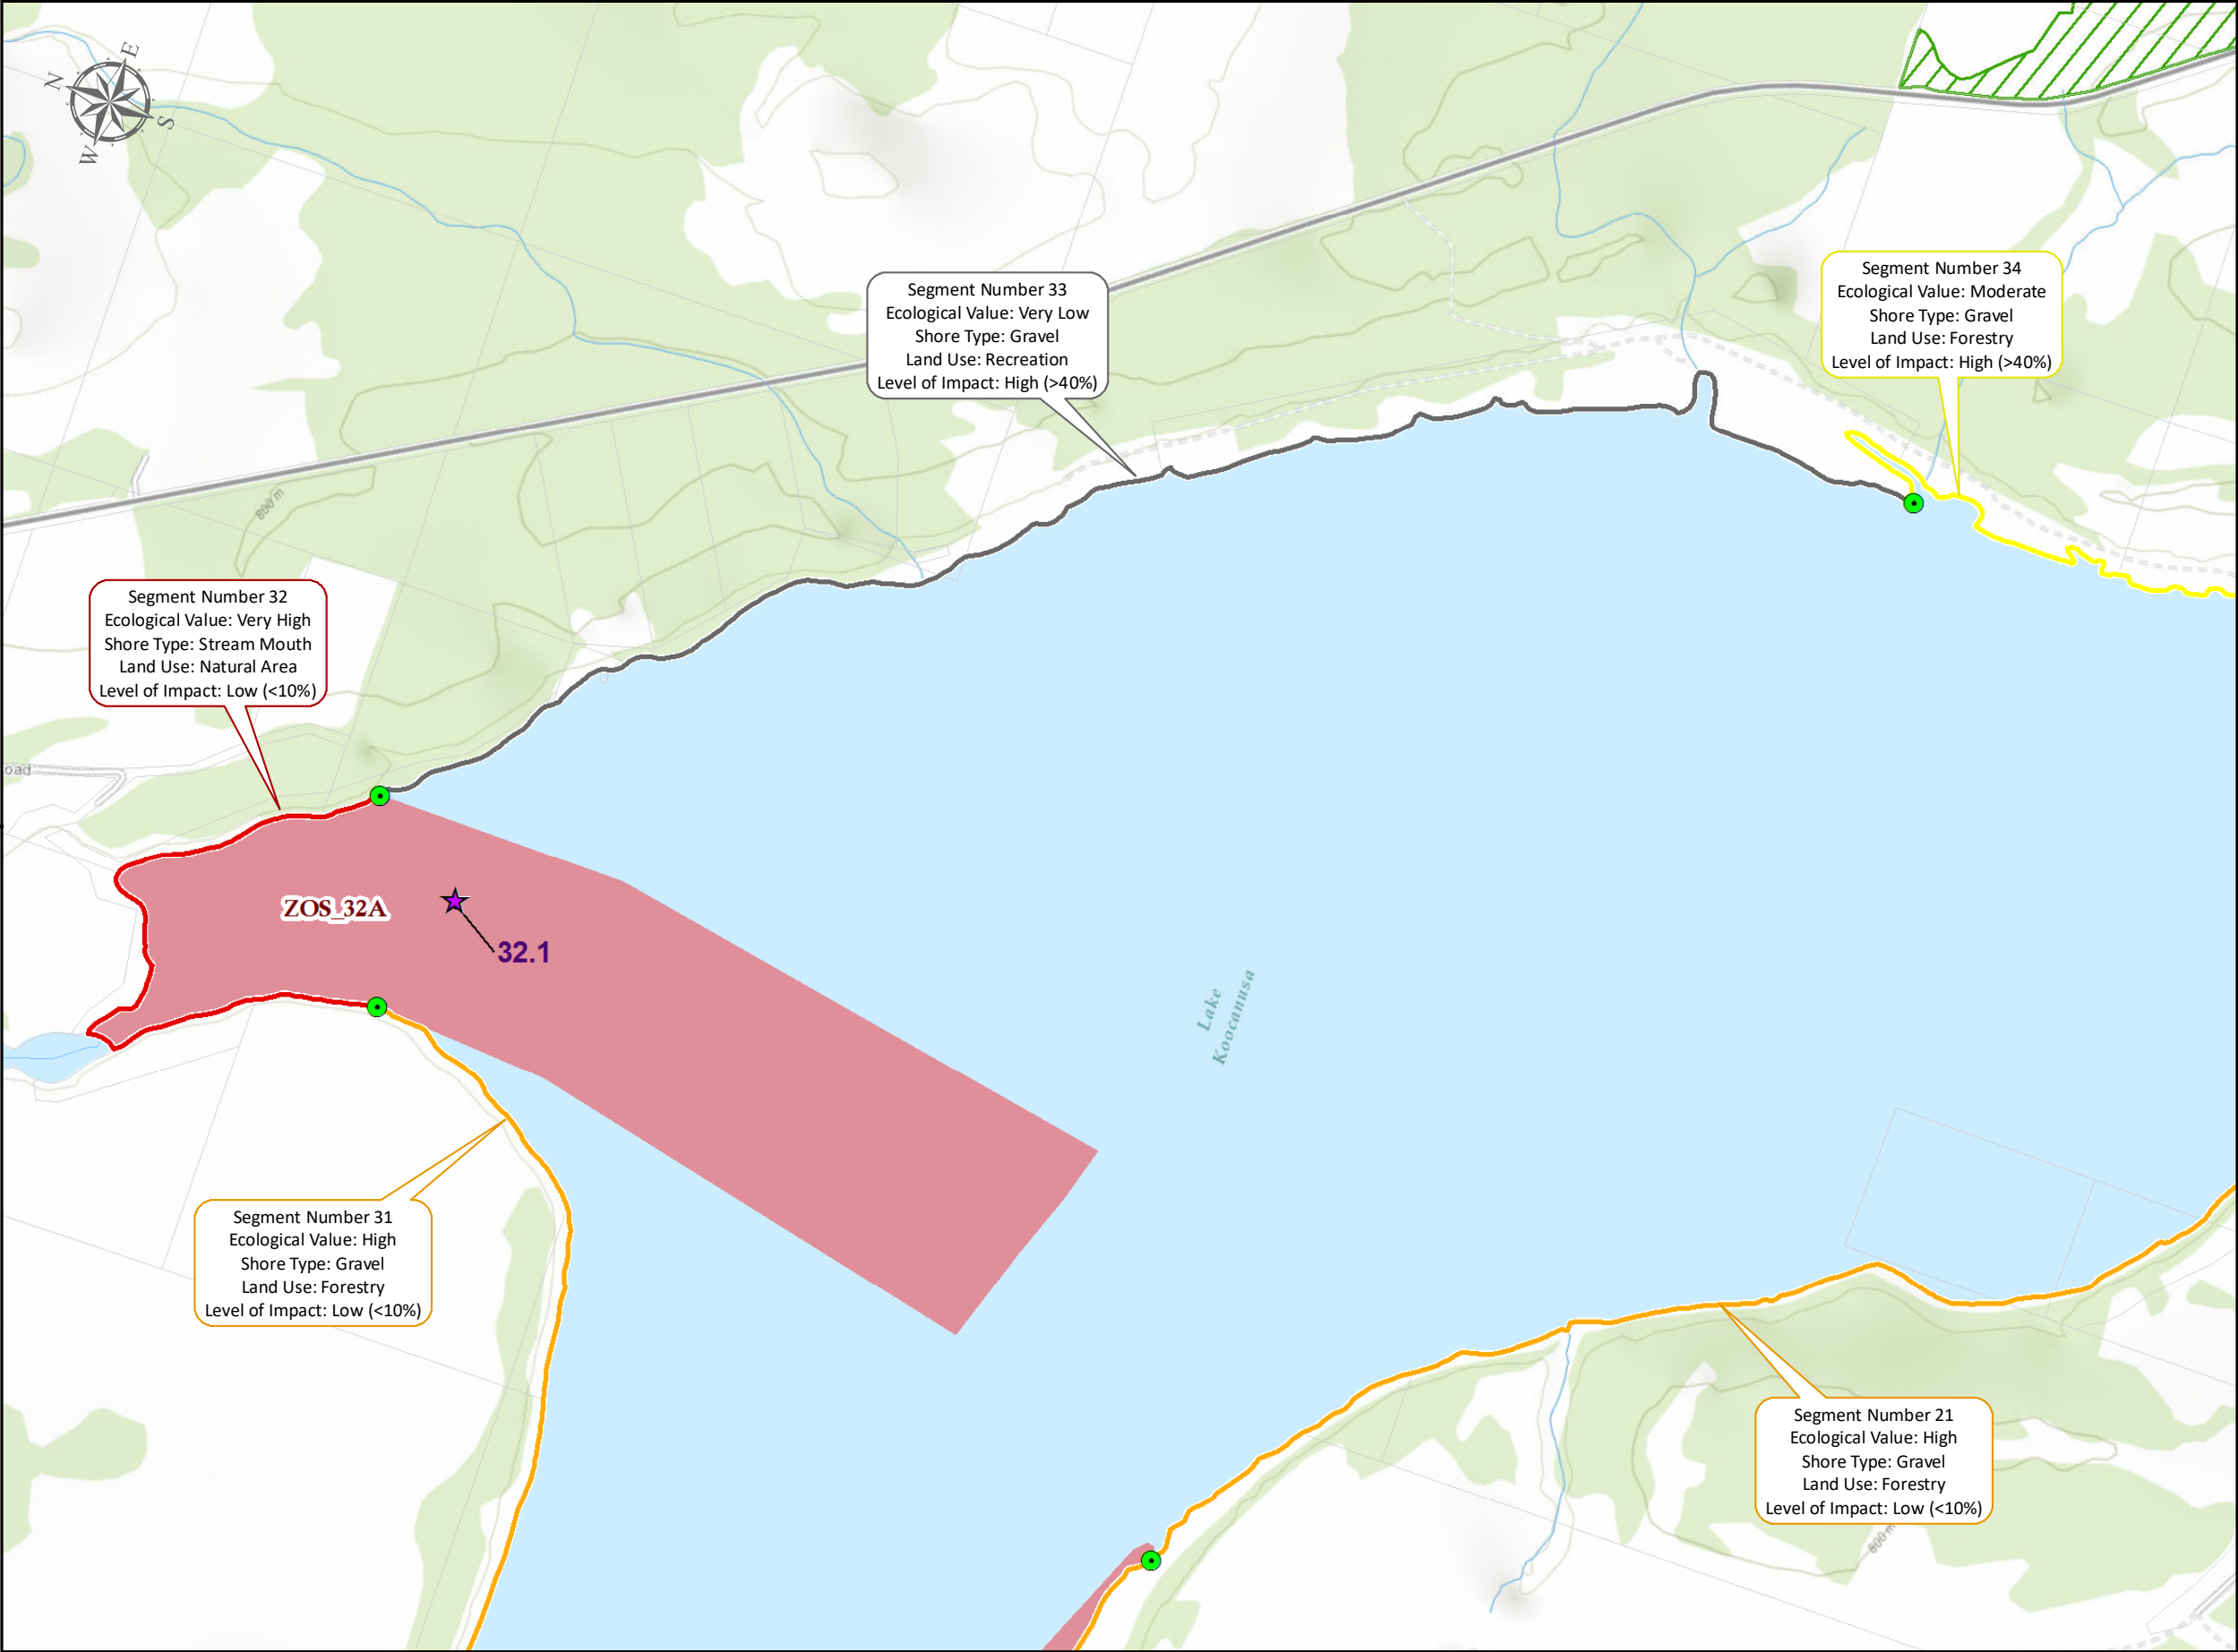 N
E
S
W
Segment Number 33
Ecological Value: Very Low
Shore Type: Gravel
Land Use: Recreation
Level of Impact: High (>40%)
Segment Number 34
Ecological Value: Moderate
Shore Type: Gravel
Land Use: Forestry
Level of Impact: High (>40%)
800 m
Segment Number 32
Ecological Value: Very High
Shore Type: Stream Mouth
Land Use: Natural Area
Level of Impact: Low (<10%)
oad
ZOS_32A
32.1
Lake
Koocanusa
Segment Number 31
Ecological Value: High
Shore Type: Gravel
Land Use: Forestry
Level of Impact: Low (<10%)
Segment Number 21
Ecological Value: High
Shore Type: Gravel
Land Use: Forestry
Level of Impact: Low (<10%)
800 m